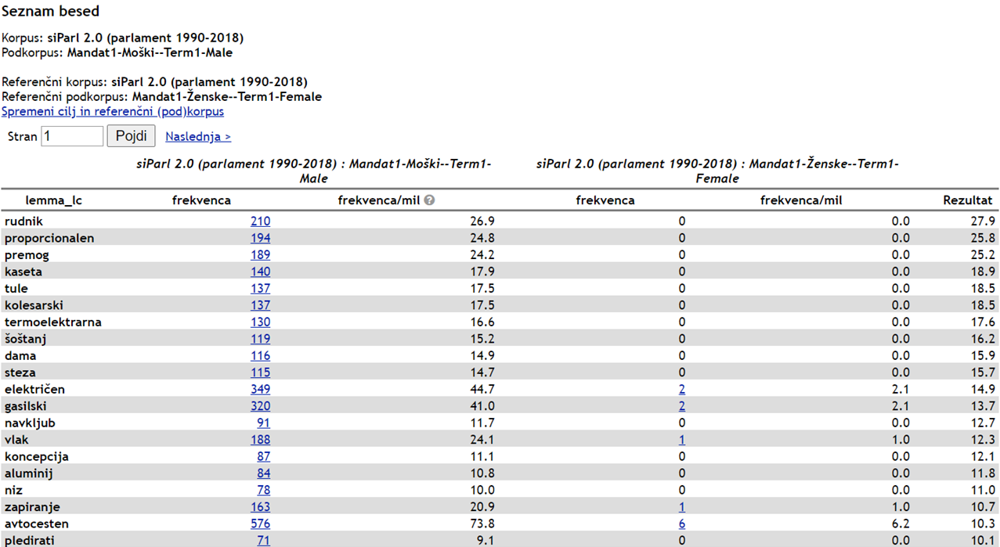 Seznam besed
Korpus: siParl 2.0 (parlament 1990-2018)
Podkorpus: Mandat1-Moški--Term1-Male
Referenčni korpus: siParl 2.0 (parlament 1990-2018)
Referenčni podkorpus: Mandat1-Ženske--Term1-Female
Spremeni cilj in referenčni (pod)korpus
Stran 1 Pojdi Naslednja >
siParl 2.0 (parlament 1990-2018) : Mandat1-Moški--Term1- siParl 2.0 (parlament 1990-2018) : Mandat1-Ženske--Term1-
Male Female
lemma_lc frekvenca frekvenca/mil ? frekvenca frekvenca/mil Rezultat
rudnik 210 26.9 0 0.0 27.9
proporcionalen 194 24.8 0 0.0 25.8
premog 189 24.2 0 0.0 25.2
kaseta 140 17.9 0 0.0 18.9
tule 137 17.5 0 0.0 18.5
kolesarski 137 17.5 0 0.0 18.5
termoelektrarna 130 16.6 0 0.0 17.6
šoštanj 119 15.2 0 0.0 16.2
dama 116 14.9 0 0.0 15.9
steza 115 14.7 0 0.0 15.7
električen 349 44.7 2 2.1 14.9
gasilski 320 41.0 2 2.1 13.7
navkljub 91 11.7 0 0.0 12.7
vlak 188 24.1 1 1.0 12.3
koncepcija 87 11.1 0 0.0 12.1
aluminij 84 10.8 0 0.0 11.8
niz 78 10.0 0 0.0 11.0
zapiranje 163 20.9 1 1.0 10.7
avtocesten 576 73.8 6 6.2 10.3
pledirati 71 9.1 0 0.0 10.1